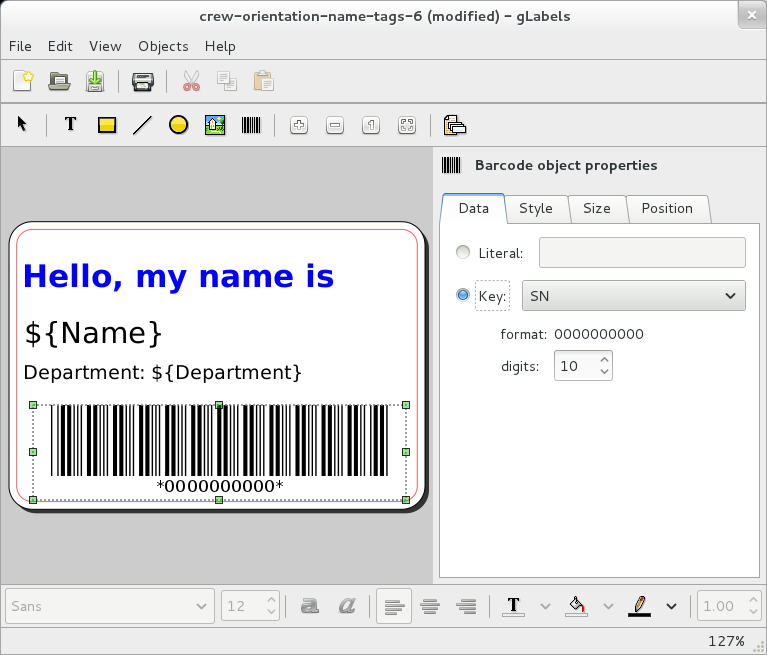 crew-orientation-name-tags-6 (modified) – gLabels
File Edit View Objects Help
T
Barcode object properties
Data Style Size Position
Literal:
Key: SN
format: 0000000000
digits: 10
Hello, my name is
${Name}
Department: ${Department}
*0000000000*
Sans 12 a a T 1.00
127%